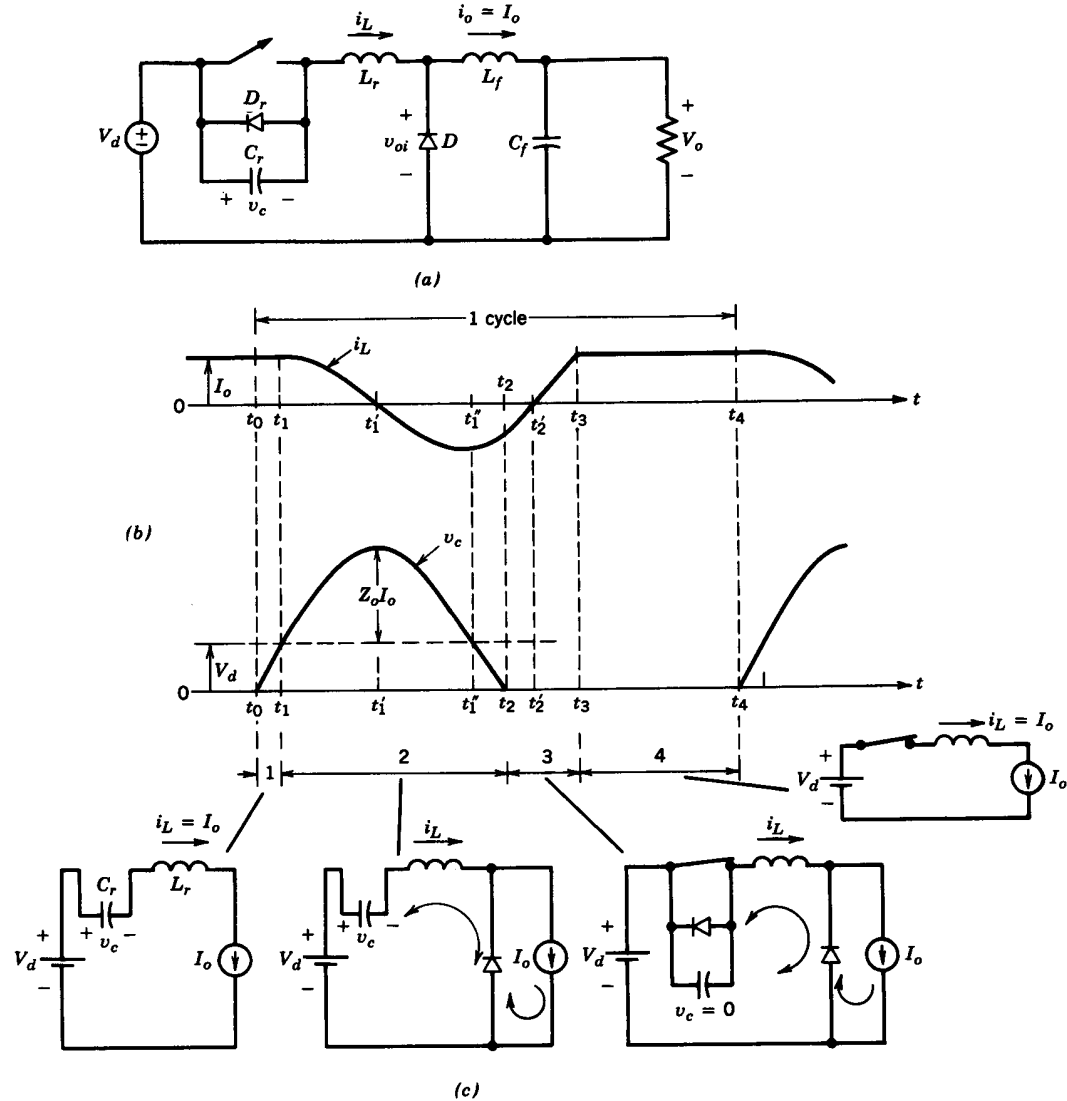 i_L i_o ≃ I_o
L_r L_f
D_r
V_d ± + v_oi − D C_f + V_o −
C_r
+ v_c −
(a)
1 cycle
i_L
I_o
t_2
0 t
t_0 t_1 t_1′ t_1″ t_2′ t_3 t_4
(b)
v_c
Z_oI_o
V_d
0 t
t_0 t_1 t_1′ t_1″ t_2 t_2′ t_3 t_4
1 2 3 4
i_L = I_o
+ V_d − I_o
i_L = I_o i_L i_L
C_r L_r
+ v_c − + v_c −
+ V_d − I_o + V_d − I_o + V_d − I_o
v_c = 0
(c)